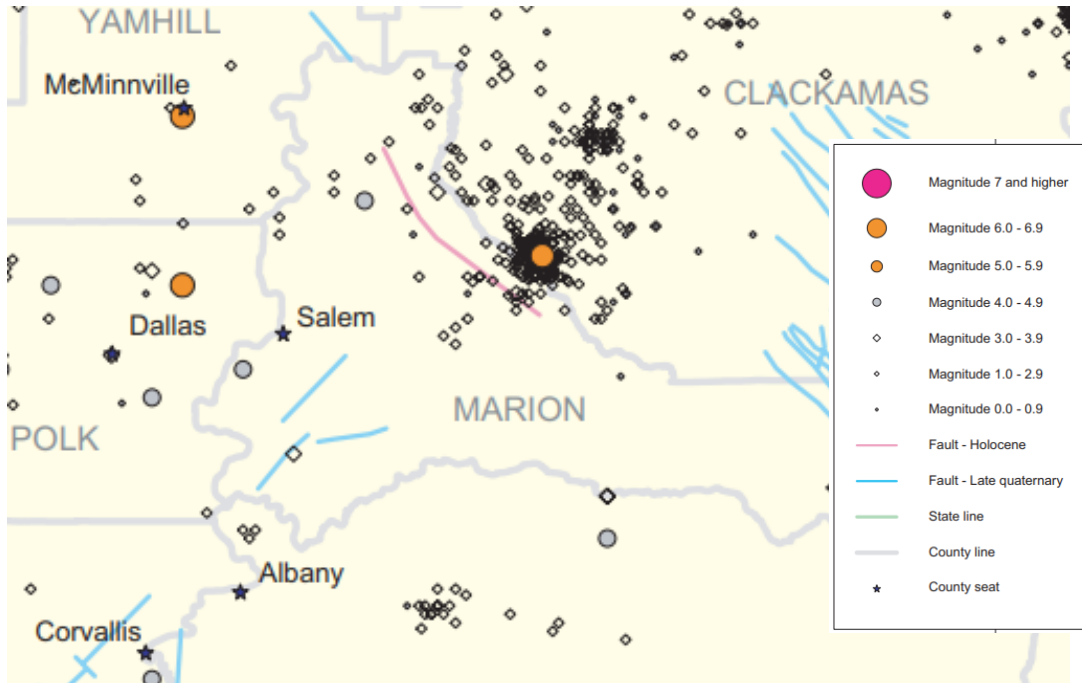 YAMHILL
McMinnville
CLACKAMAS
Dallas
Salem
MARION
POLK
Albany
Corvallis
Magnitude 7 and higher
Magnitude 6.0 - 6.9
Magnitude 5.0 - 5.9
Magnitude 4.0 - 4.9
Magnitude 3.0 - 3.9
Magnitude 1.0 - 2.9
Magnitude 0.0 - 0.9
Fault - Holocene
Fault - Late quaternary
State line
County line
County seat